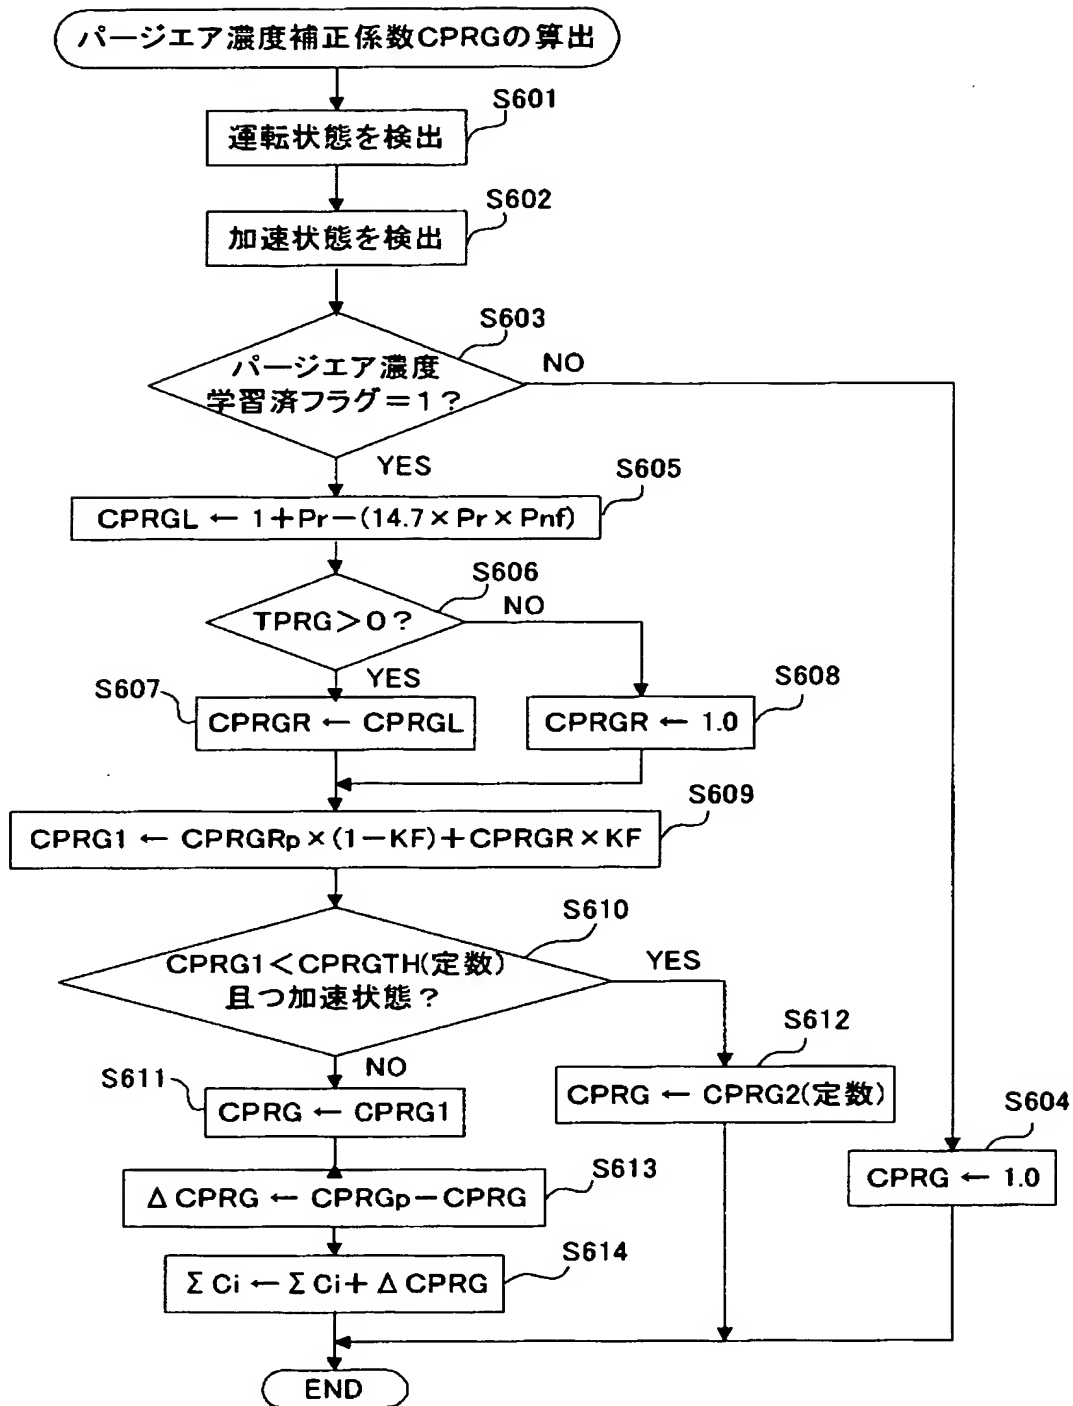 パージエア濃度補正係数CPRGの算出
S601
運転状態を検出
S602
加速状態を検出
S603
パージエア濃度
学習済フラグ=1?
NO
YES
S605
CPRGL ← 1+Pr-(14.7×Pr×Pnf)
S606
TPRG>0?
NO
YES
S607
CPRGR ← CPRGL
S608
CPRGR ← 1.0
S609
CPRG1 ← CPRGRp×(1-KF)+CPRGR×KF
S610
CPRG1<CPRGTH(定数)
且つ加速状態?
YES
NO
S612
CPRG ← CPRG2(定数)
S611
CPRG ← CPRG1
S604
CPRG ← 1.0
S613
ΔCPRG ← CPRGp-CPRG
S614
ΣCi←ΣCi+ΔCPRG
END